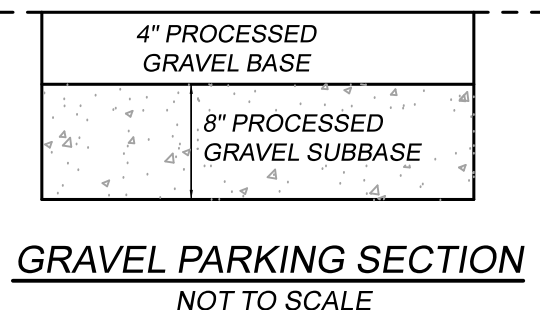 4" PROCESSED
GRAVEL BASE
8" PROCESSED
GRAVEL SUBBASE
GRAVEL PARKING SECTION
NOT TO SCALE